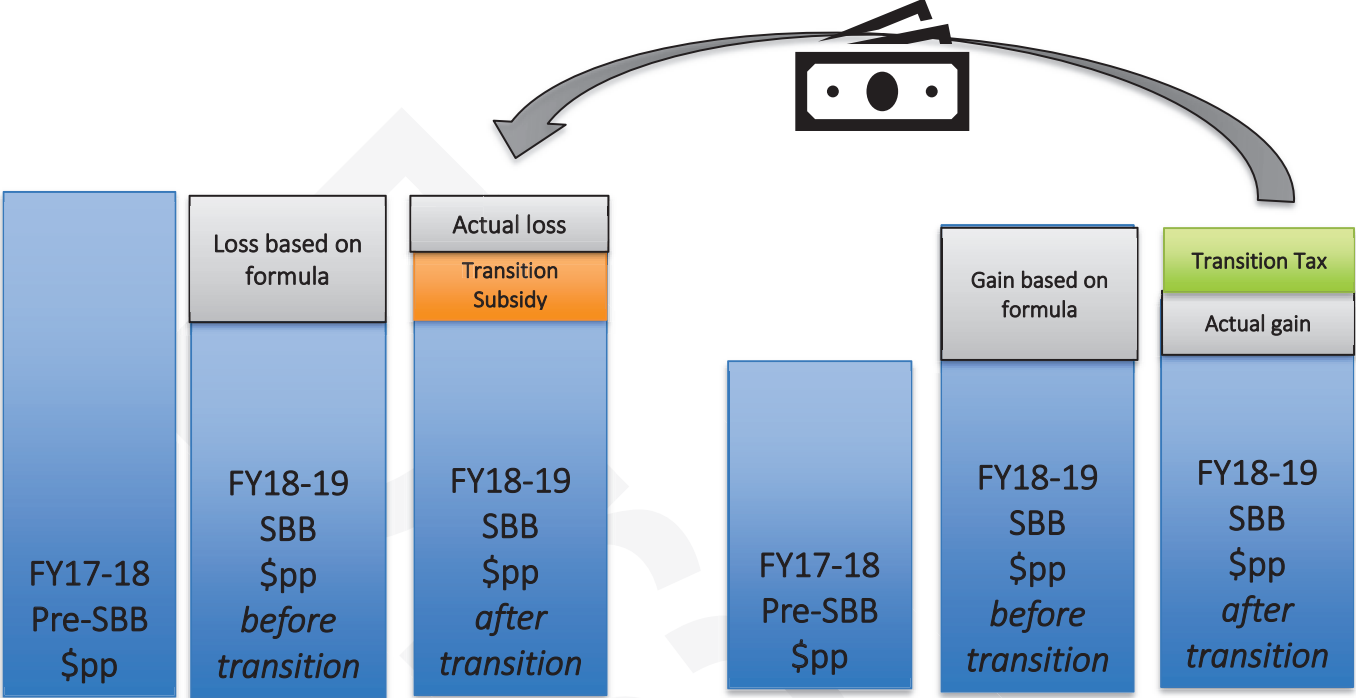 Loss based on
formula
Actual loss
Transition
Subsidy
FY17-18
Pre-SBB
$pp
FY18-19
SBB
$pp
before
transition
FY18-19
SBB
$pp
after
transition
Gain based on
formula
Transition Tax
Actual gain
FY17-18
Pre-SBB
$pp
FY18-19
SBB
$pp
before
transition
FY18-19
SBB
$pp
after
transition